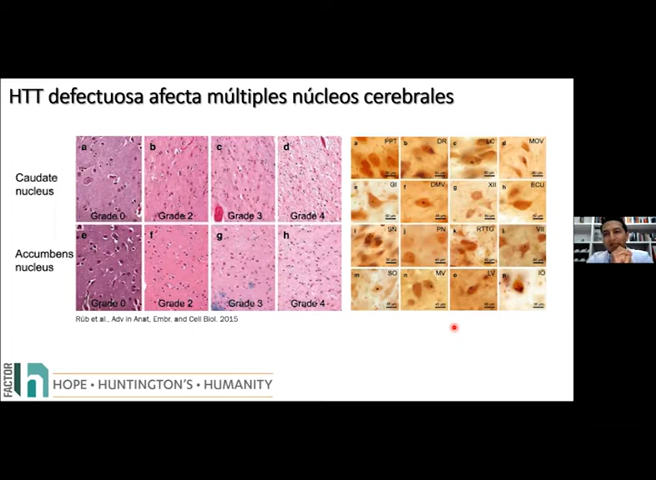 HTT defectuosa afecta múltiples núcleos cerebrales
Caudate
nucleus
a b c d
Grade 0 Grade 2 Grade 3 Grade 4
Accumbens
nucleus
e f g h
Grade 0 Grade 2 Grade 3 Grade 4
PPT DR LC MOV
GI DMV XII ECU
SN PN RTTG VII
SO MV LV IO
Rüb et al., Adv in Anat, Embr. and Cell Biol. 2015
FACTOR h
HOPE • HUNTINGTON'S • HUMANITY